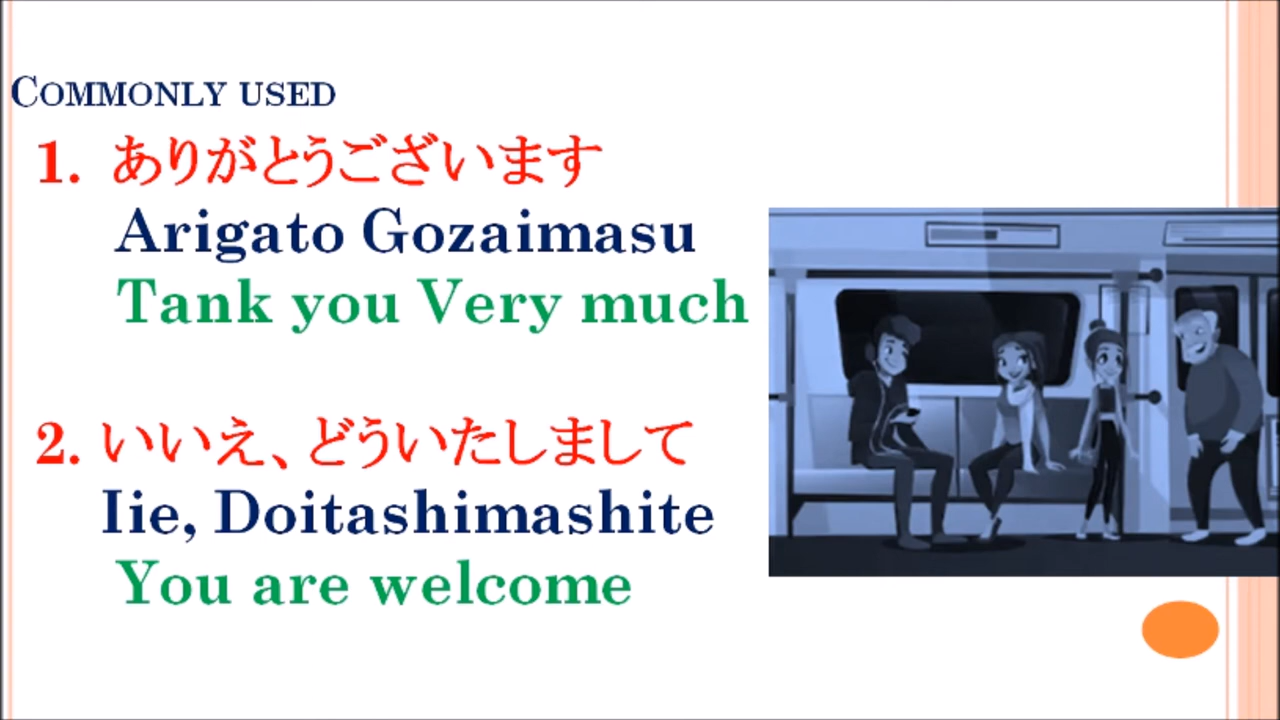 COMMONLY USED
1. ありがとうございます
Arigato Gozaimasu
Tank you Very much
2. いいえ、どういたしまして
Iie, Doitashimashite
You are welcome